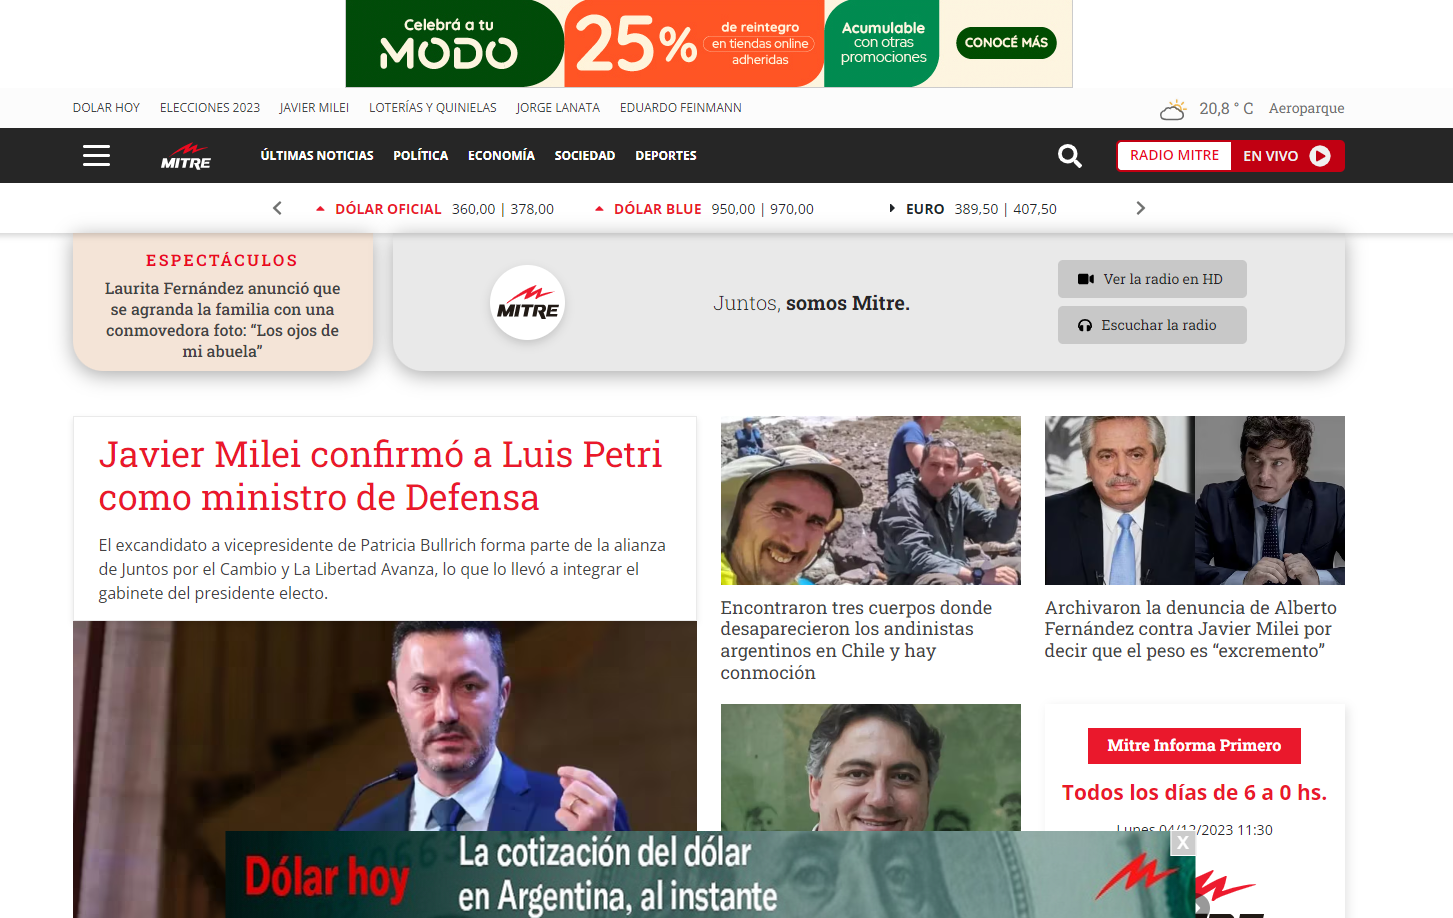 Celebrá a tu
MODO
25%
de reintegro
en tiendas online
adheridas
Acumulable
con otras
promociones
CONOCÉ MÁS
DOLAR HOY ELECCIONES 2023 JAVIER MILEI LOTERÍAS Y QUINIELAS JORGE LANATA EDUARDO FEINMANN
20,8 ° C Aeroparque
MITRE
ÚLTIMAS NOTICIAS POLÍTICA ECONOMÍA SOCIEDAD DEPORTES
RADIO MITRE EN VIVO
DÓLAR OFICIAL 360,00 | 378,00 DÓLAR BLUE 950,00 | 970,00 EURO 389,50 | 407,50
ESPECTÁCULOS
Laurita Fernández anunció que
se agranda la familia con una
conmovedora foto: “Los ojos de
mi abuela”
MITRE
Juntos, somos Mitre.
Ver la radio en HD
Escuchar la radio
Javier Milei confirmó a Luis Petri
como ministro de Defensa
El excandidato a vicepresidente de Patricia Bullrich forma parte de la alianza
de Juntos por el Cambio y La Libertad Avanza, lo que lo llevó a integrar el
gabinete del presidente electo.
Encontraron tres cuerpos donde
desaparecieron los andinistas
argentinos en Chile y hay
conmoción
Archivaron la denuncia de Alberto
Fernández contra Javier Milei por
decir que el peso es “excremento”
Mitre Informa Primero
Todos los días de 6 a 0 hs.
Lunes 04/12/2023 11:30
X
Dólar hoy
La cotización del dólar
en Argentina, al instante